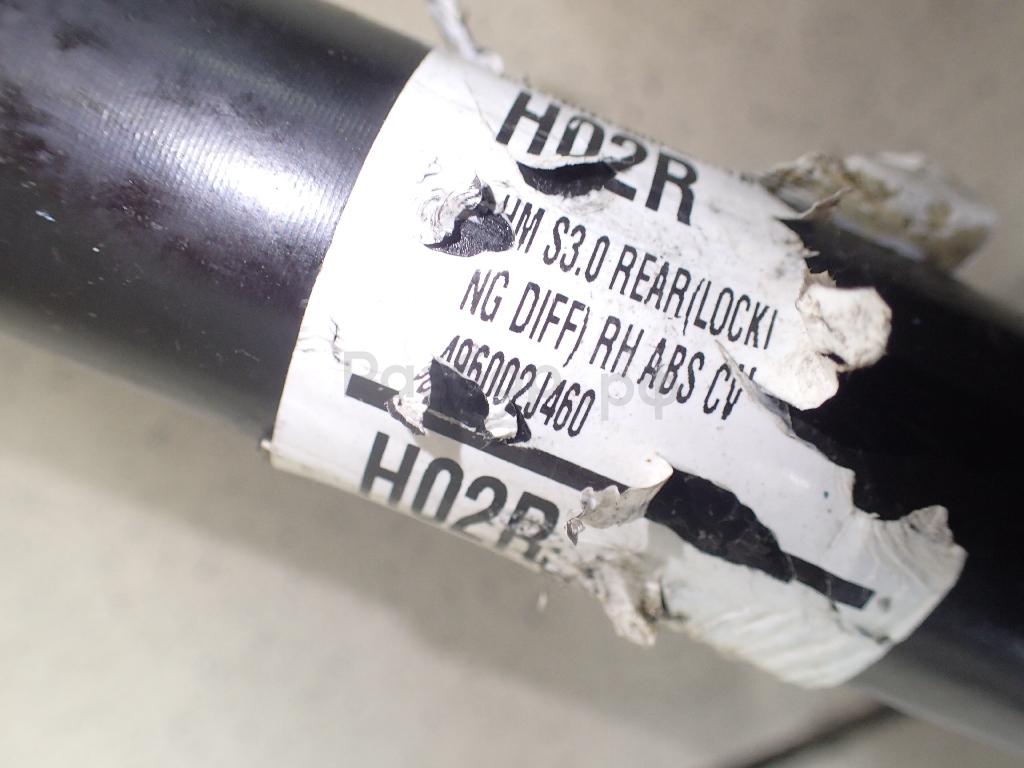 H02R
HM S3.0 REAR(LOCKI
NG DIFF) RH ABS CV
496002J460
H02R